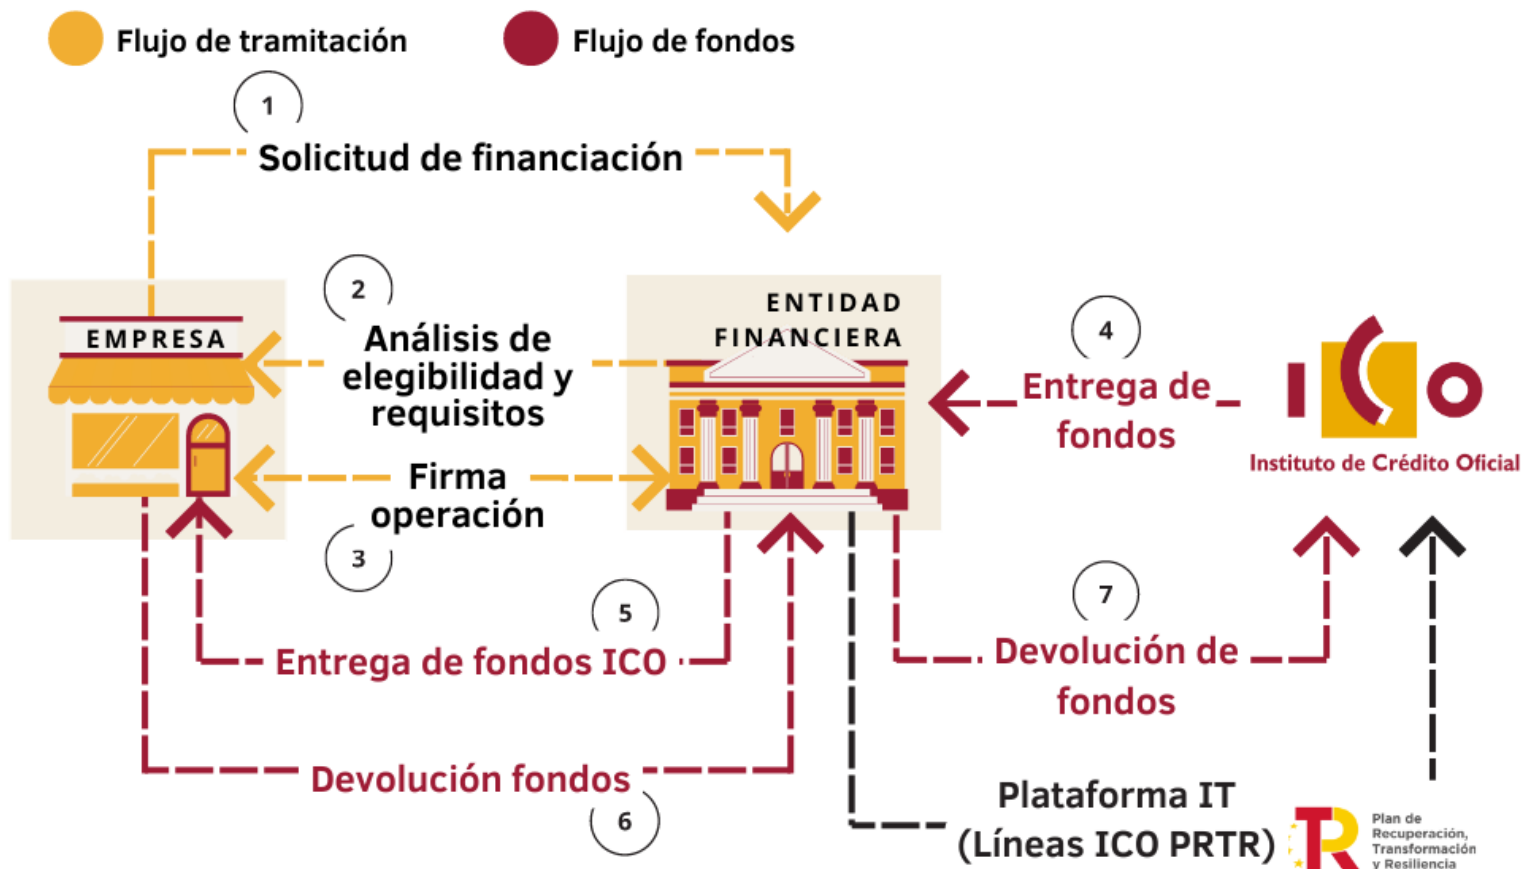 Flujo de tramitación
Flujo de fondos
1
Solicitud de financiación
2
Análisis de
elegibilidad y
requisitos
EMPRESA
ENTIDAD
FINANCIERA
4
Entrega de
fondos
ICO
Instituto de Crédito Oficial
Firma
operación
3
5
Entrega de fondos ICO
7
Devolución de
fondos
Devolución fondos
6
Plataforma IT
(Líneas ICO PRTR)
TR
Plan de
Recuperación,
Transformación
y Resiliencia